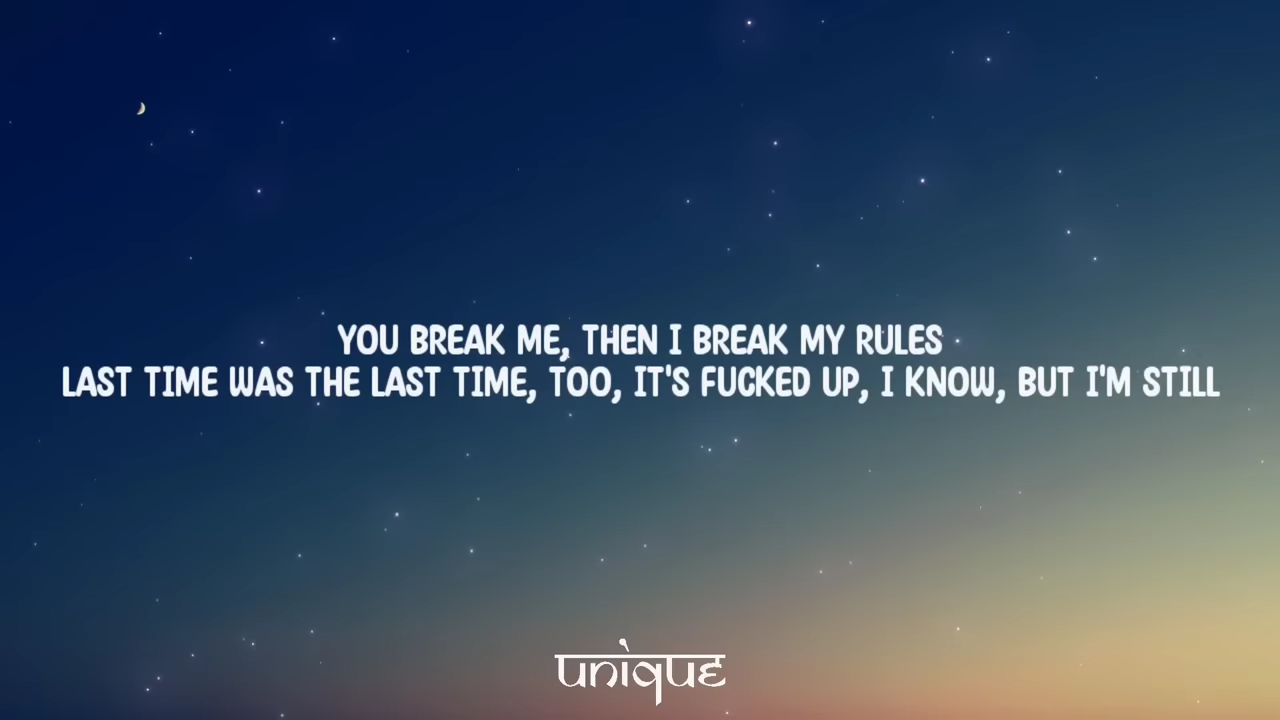 YOU BREAK ME, THEN I BREAK MY RULES
LAST TIME WAS THE LAST TIME, TOO, IT'S FUCKED UP, I KNOW, BUT I'M STILL
UNIQUE